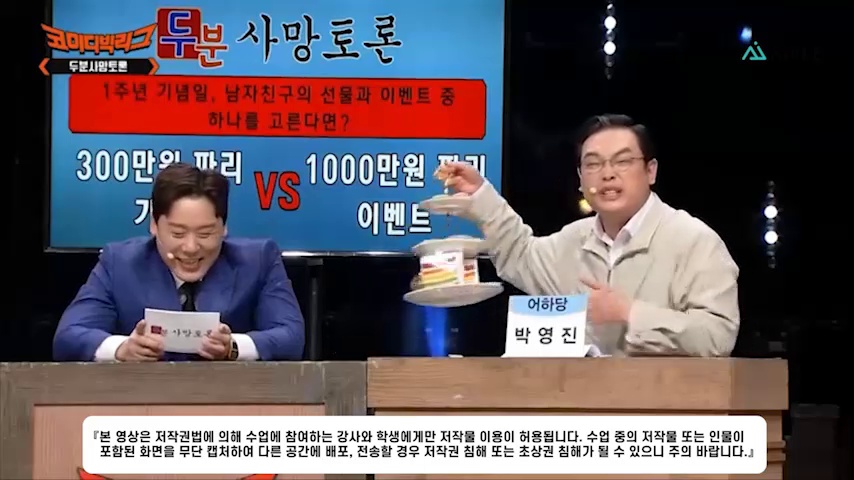 코미디빅리그
두분사망토론
두분 사망토론
1주년 기념일, 남자친구의 선물과 이벤트 중
하나를 고른다면?
300만원 짜리
VS
1000만원 짜리
이벤트
두분 사망토론
어하당
박영진
『본 영상은 저작권법에 의해 수업에 참여하는 강사와 학생에게만 저작물 이용이 허용됩니다. 수업 중의 저작물 또는 인물이
포함된 화면을 무단 캡처하여 다른 공간에 배포, 전송할 경우 저작권 침해 또는 초상권 침해가 될 수 있으니 주의 바랍니다.』